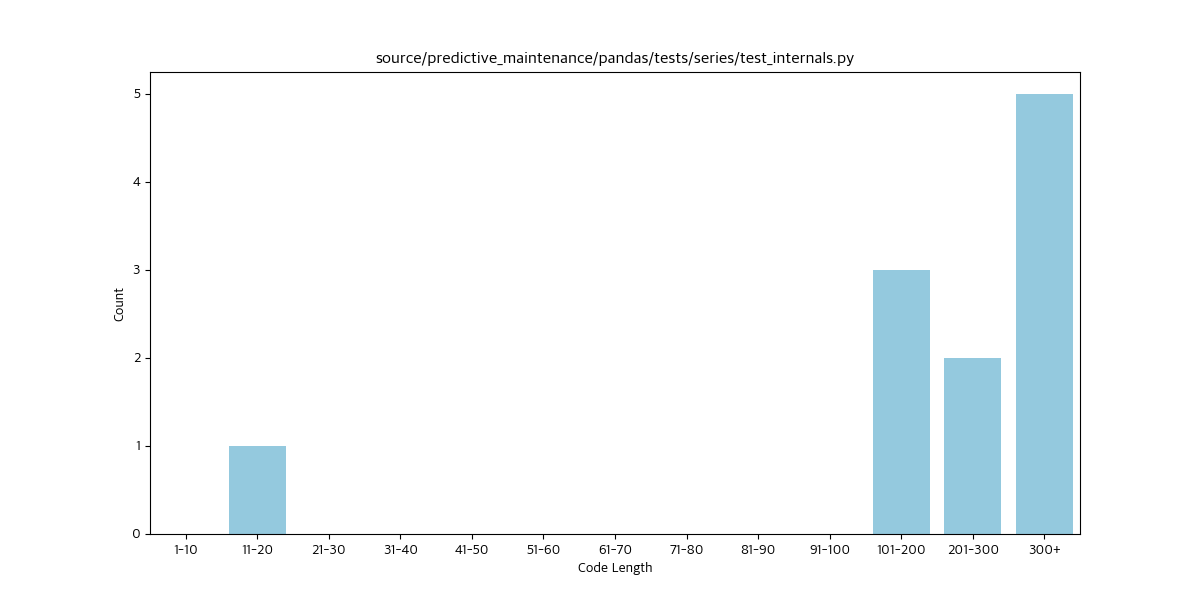 source/predictive_maintenance/pandas/tests/series/test_internals.py
5
4
3
2
1
0
Count
1-10 11-20 21-30 31-40 41-50 51-60 61-70 71-80 81-90 91-100 101-200 201-300 300+
Code Length